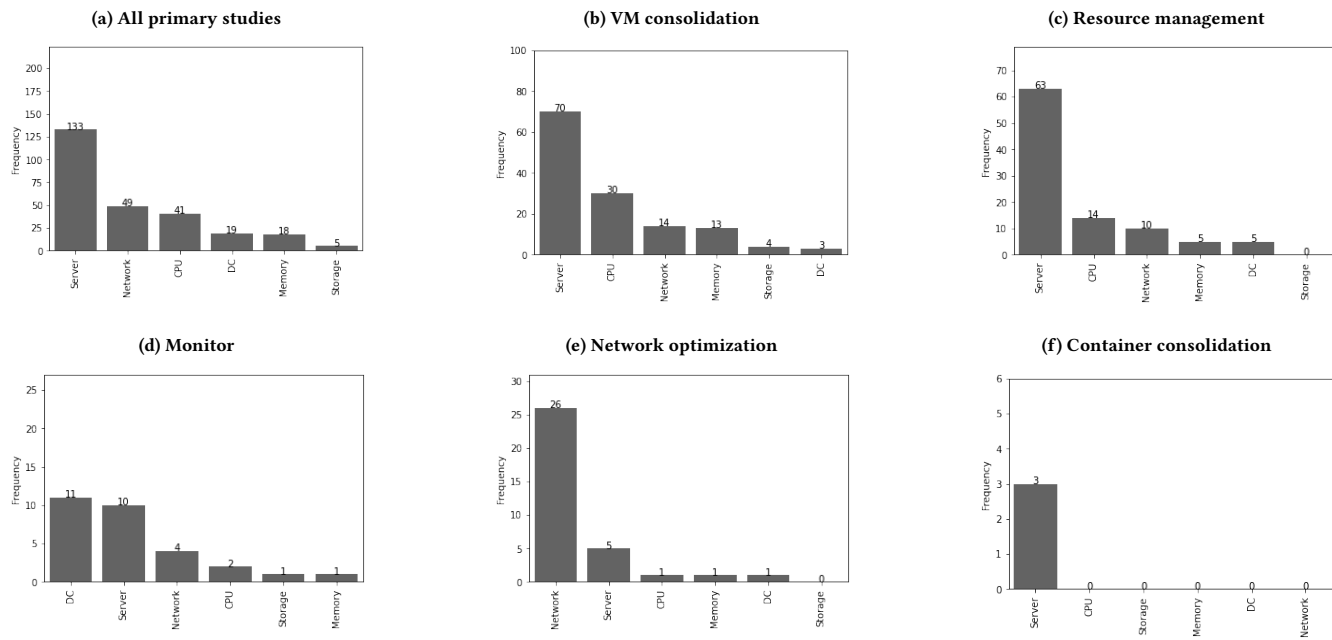 (a) All primary studies
Frequency
200
175
150
125
100
75
50
25
0
133
49
41
19
18
5
Server
Network
CPU
DC
Memory
Storage
(b) VM consolidation
Frequency
100
80
60
40
20
0
70
30
14
13
4
3
Server
CPU
Network
Memory
Storage
DC
(c) Resource management
Frequency
70
60
50
40
30
20
10
0
63
14
10
5
5
0
Server
CPU
Network
Memory
DC
Storage
(d) Monitor
Frequency
25
20
15
10
5
0
11
10
4
2
1
1
DC
Server
Network
CPU
Storage
Memory
(e) Network optimization
Frequency
30
25
20
15
10
5
0
26
5
1
1
1
0
Network
Server
CPU
Memory
DC
Storage
(f) Container consolidation
Frequency
6
5
4
3
2
1
0
3
0
0
0
0
0
Server
CPU
Storage
Memory
DC
Network